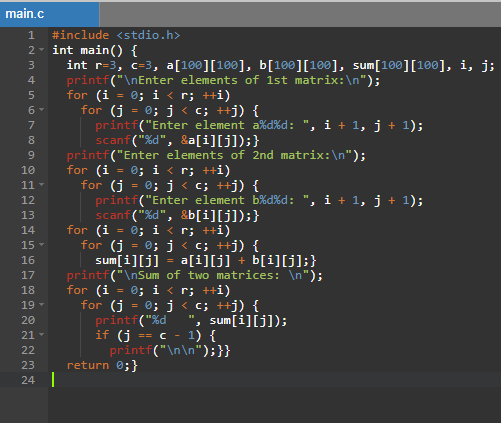 main.c
1 #include <stdio.h>
2 int main() {
3   int r=3, c=3, a[100][100], b[100][100], sum[100][100], i, j;
4   printf("\nEnter elements of 1st matrix:\n");
5   for (i = 0; i < r; ++i)
6     for (j = 0; j < c; ++j) {
7       printf("Enter element a%d%d: ", i + 1, j + 1);
8       scanf("%d", &a[i][j]);}
9   printf("Enter elements of 2nd matrix:\n");
10   for (i = 0; i < r; ++i)
11     for (j = 0; j < c; ++j) {
12       printf("Enter element b%d%d: ", i + 1, j + 1);
13       scanf("%d", &b[i][j]);}
14   for (i = 0; i < r; ++i)
15     for (j = 0; j < c; ++j) {
16       sum[i][j] = a[i][j] + b[i][j];}
17   printf("\nSum of two matrices: \n");
18   for (i = 0; i < r; ++i)
19     for (j = 0; j < c; ++j) {
20       printf("%d   ", sum[i][j]);
21       if (j == c - 1) {
22         printf("\n\n");}}
23   return 0;}
24